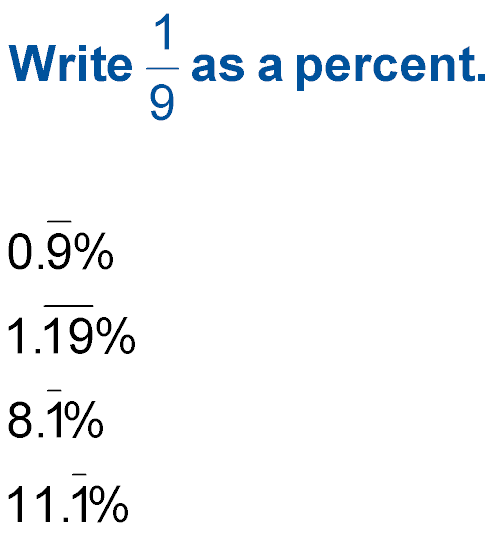 Write 1/9 as a percent.
0.9̅%
1.1̅9̅%
8.1̅%
11.1̅%